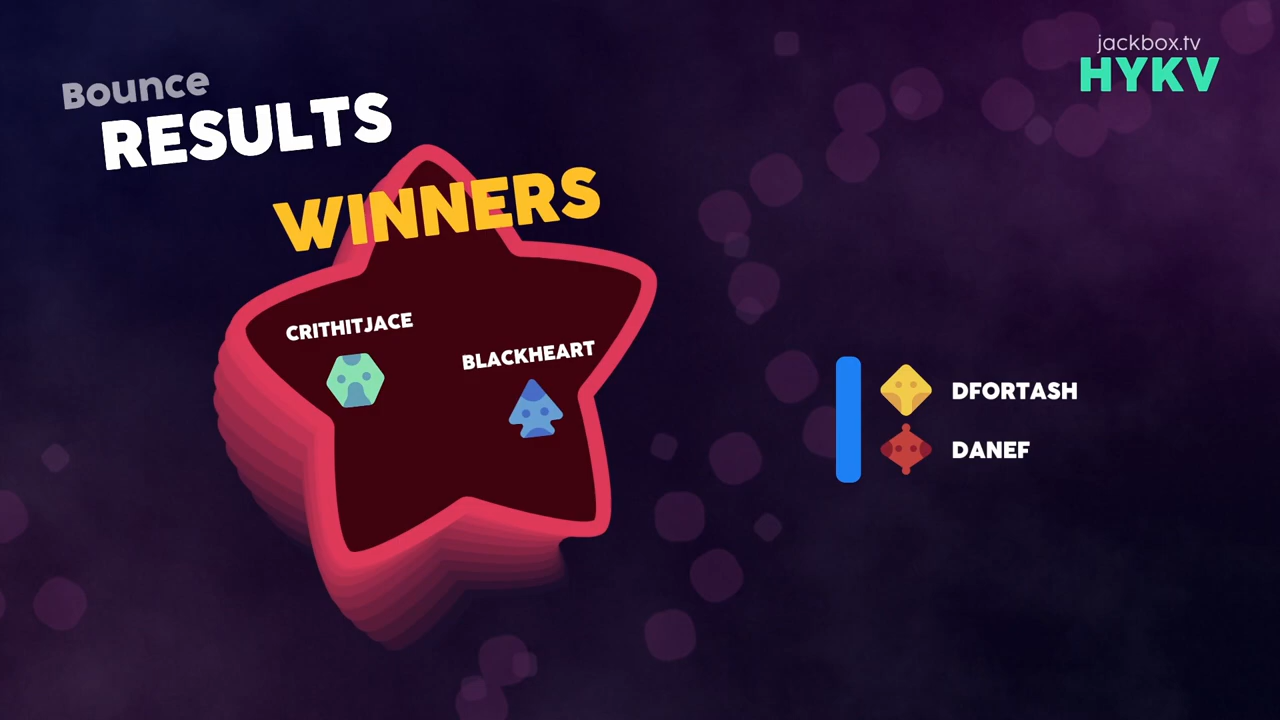 Bounce
RESULTS
WINNERS
CRITHITJACE
BLACKHEART
jackbox.tv
HYKV
DFORTASH
DANEF